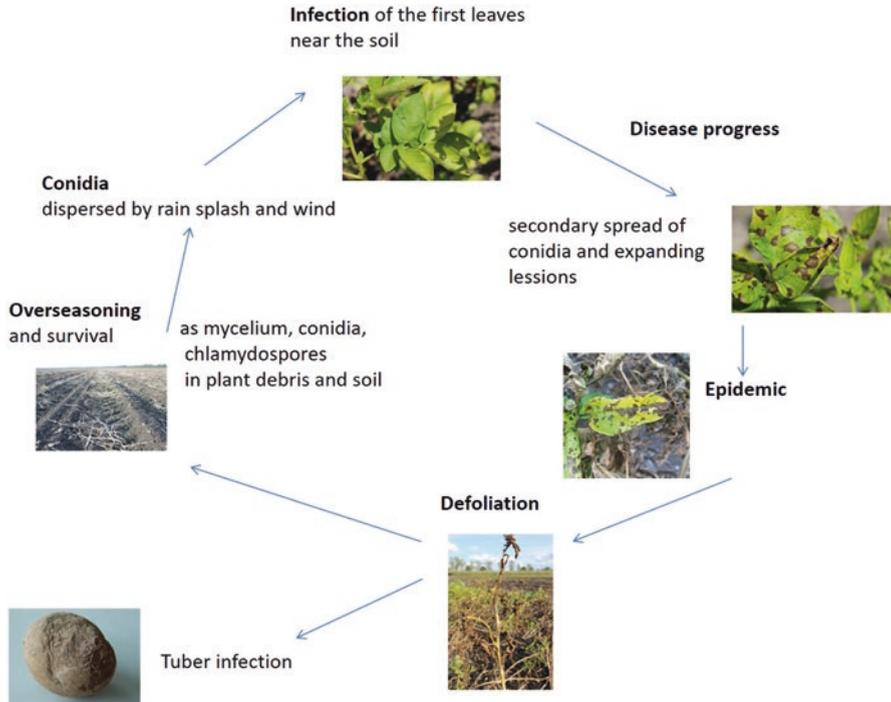 Infection of the first leaves
near the soil
Disease progress
Conidia
dispersed by rain splash and wind
secondary spread of
conidia and expanding
lessions
Overseasoning
and survival
as mycelium, conidia,
chlamydospores
in plant debris and soil
Epidemic
Defoliation
Tuber infection